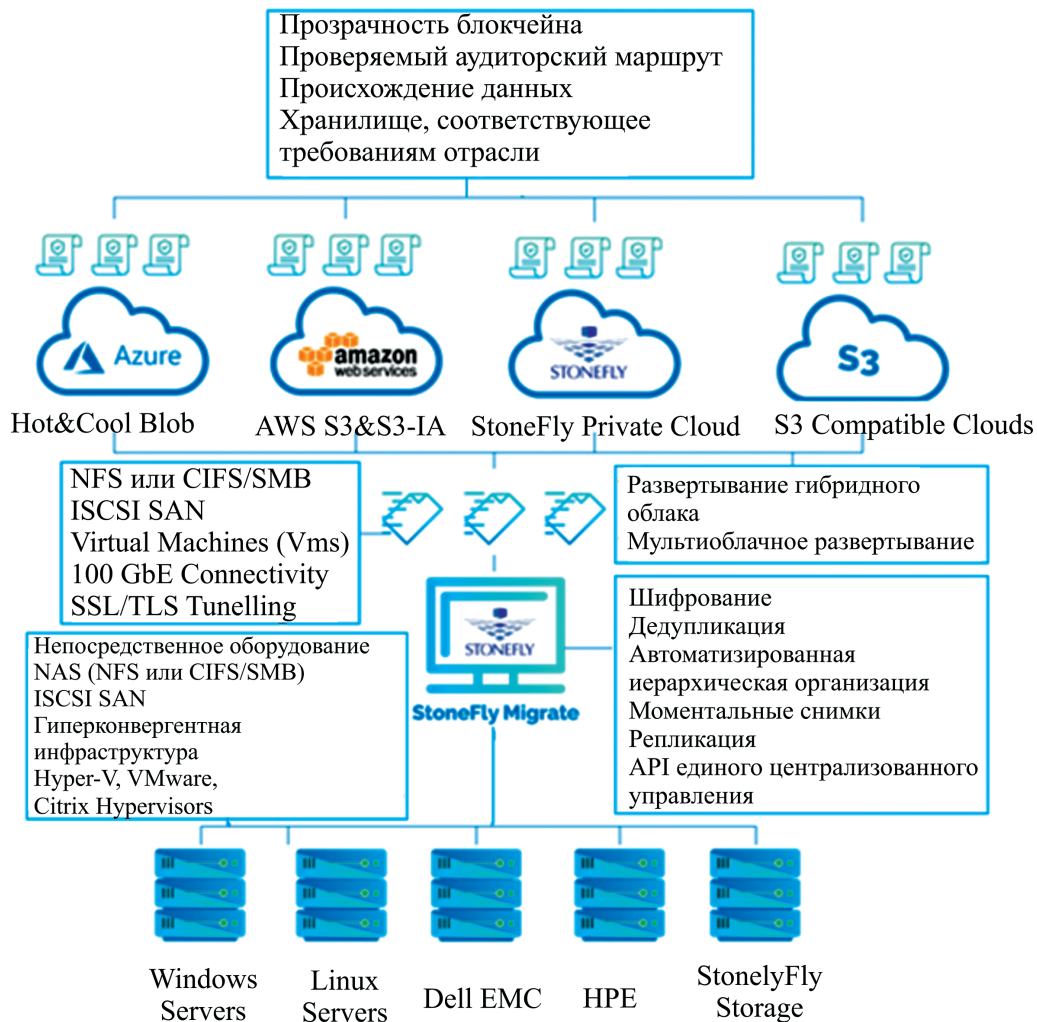 Прозрачность блокчейна
Проверяемый аудиторский маршрут
Происхождение данных
Хранилище, соответствующее
требованиям отрасли
Azure
amazon
webservices
STONEFLY
S3
Hot&Cool Blob
AWS S3&S3-IA
StoneFly Private Cloud
S3 Compatible Clouds
NFS или CIFS/SMB
ISCSI SAN
Virtual Machines (Vms)
100 GbE Connectivity
SSL/TLS Tunelling
Развертывание гибридного
облака
Мультиоблачное развертывание
STONEFLY
StoneFly Migrate
Шифрование
Дедупликация
Автоматизированная
иерархическая организация
Моментальные снимки
Репликация
API единого централизованного
управления
Непосредственное оборудование
NAS (NFS или CIFS/SMB)
ISCSI SAN
Гиперконвергентная
инфраструктура
Hyper-V, VMware,
Citrix Hypervisors
Windows
Servers
Linux
Servers
Dell EMC
HPE
StonelyFly
Storage